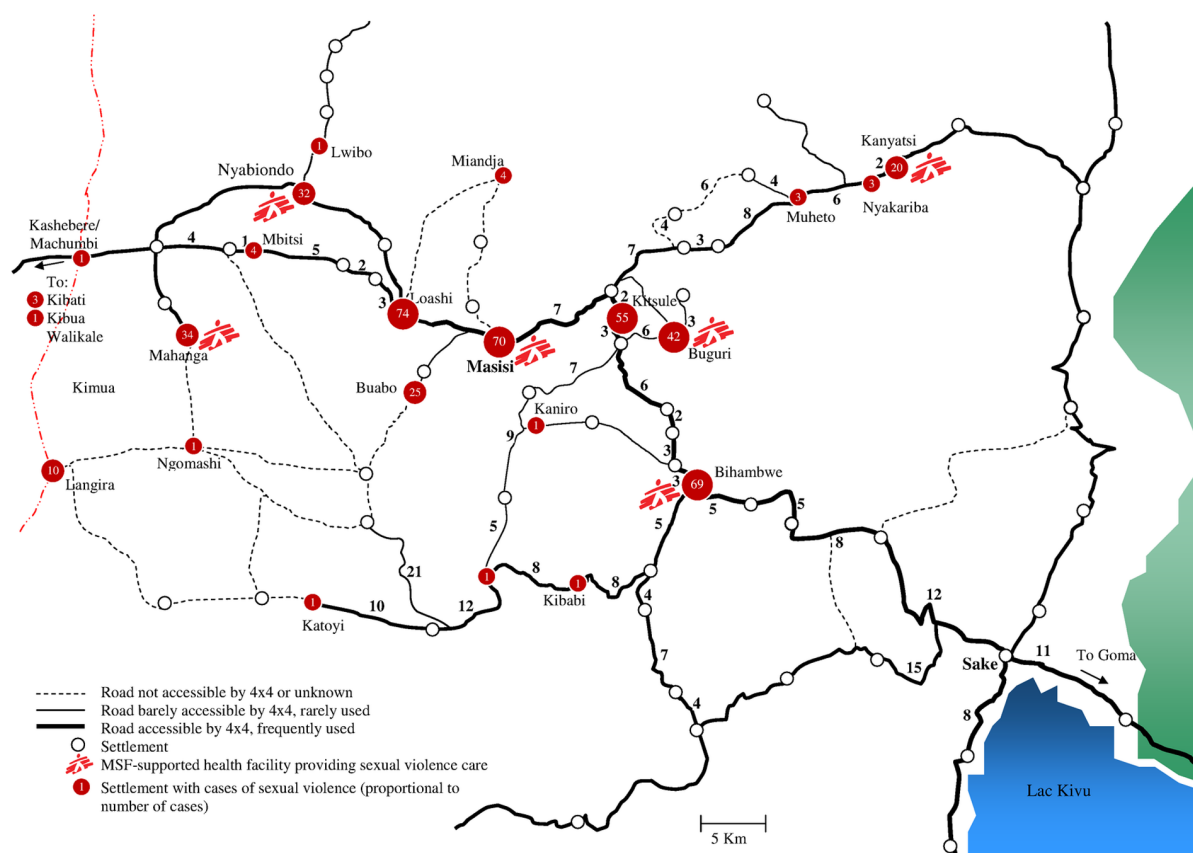 Lwibo
1
Nyabiondo
32
Miandja
4
Kanyatsi
2
20
3
Nyakariba
4
6
3
Muheto
6
4
8
3
7
Kashebere/
Machumbi
1
4
1
Mbitsi
4
5
2
3
Loashi
74
To:
3 Kibati
1 Kibua
Walikale
34
Mahanga
7
70
Masisi
2
Kitsule
55
3
6
3
42
Buguri
Kimua
Buabo
25
7
6
2
3
Kaniro
1
9
1
Ngomashi
10
Langira
Bihambwe
3
69
5
5
5
5
8
21
1
8
1
Kibabi
8
1
Katoyi
10
12
4
7
4
12
15
Sake
11
To Goma
8
Road not accessible by 4x4 or unknown
Road barely accessible by 4x4, rarely used
Road accessible by 4x4, frequently used
Settlement
MSF-supported health facility providing sexual violence care
1 Settlement with cases of sexual violence (proportional to
number of cases)
5 Km
Lac Kivu